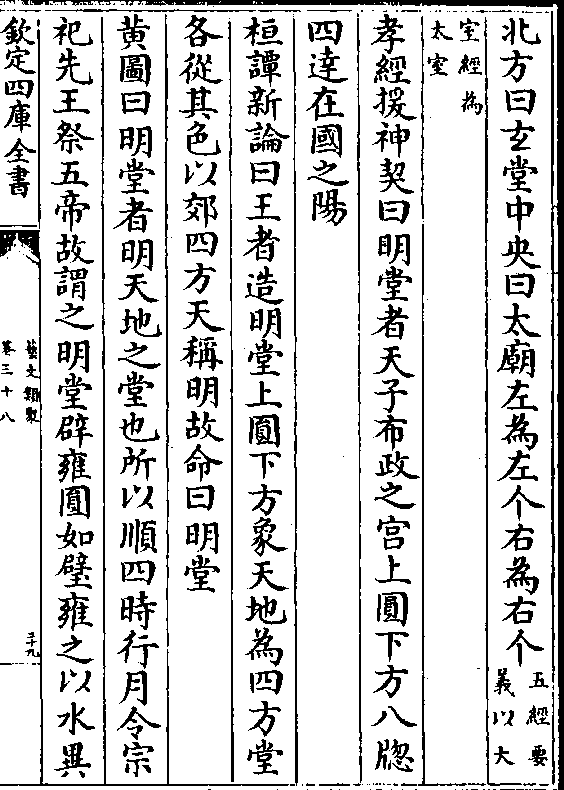 北方曰玄堂中央曰太廟左為左个右為右个五經要義以大
室經為太室
孝經援神契曰明堂者天子布政之宫上圓下方八牕
四達在國之陽
桓譚新論曰王者造明堂上圓下方象天地為四方堂
各從其色以郊四方天稱明故命曰明堂
黄圖曰明堂者明天地之堂也所以順四時行月令宗
祀先王祭五帝故謂之明堂辟雍圓如璧雍之以水異
欽定四庫全書
藝文類聚
卷三十八
三十九